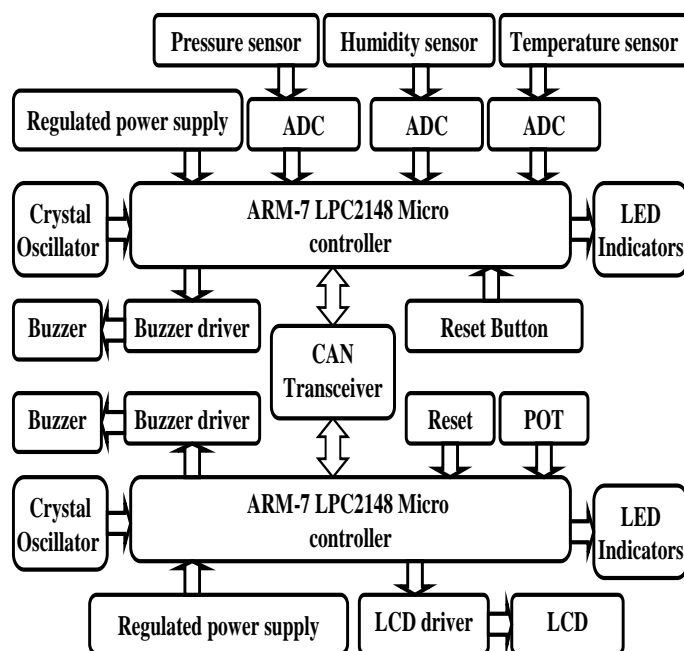 Pressure sensor
Humidity sensor
Temperature sensor
Regulated power supply
ADC
ADC
ADC
Crystal
Oscillator
ARM-7 LPC2148 Micro
controller
LED
Indicators
Buzzer
Buzzer driver
CAN
Transceiver
Reset Button
Buzzer
Buzzer driver
Reset
POT
Crystal
Oscillator
ARM-7 LPC2148 Micro
controller
LED
Indicators
Regulated power supply
LCD driver
LCD